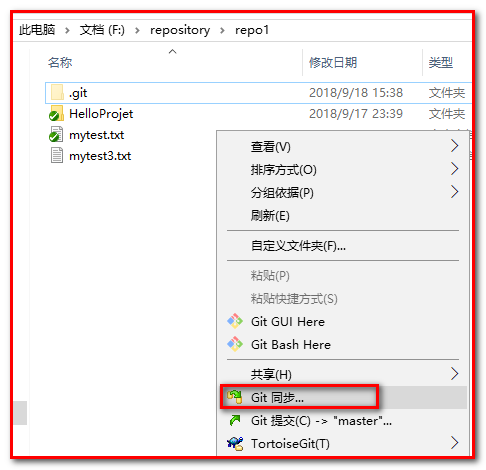 此电脑 > 文档 (F:) > repository > repo1
名称 修改日期 类型
.git 2018/9/18 15:38 文件夹
HelloProjet 2018/9/17 23:39 文件夹
mytest.txt
mytest3.txt
查看(V)
排序方式(O)
分组依据(P)
刷新(E)
自定义文件夹(F)...
粘贴(P)
粘贴快捷方式(S)
Git GUI Here
Git Bash Here
共享(H)
Git 同步...
Git 提交(C) -> "master"...
TortoiseGit(T)